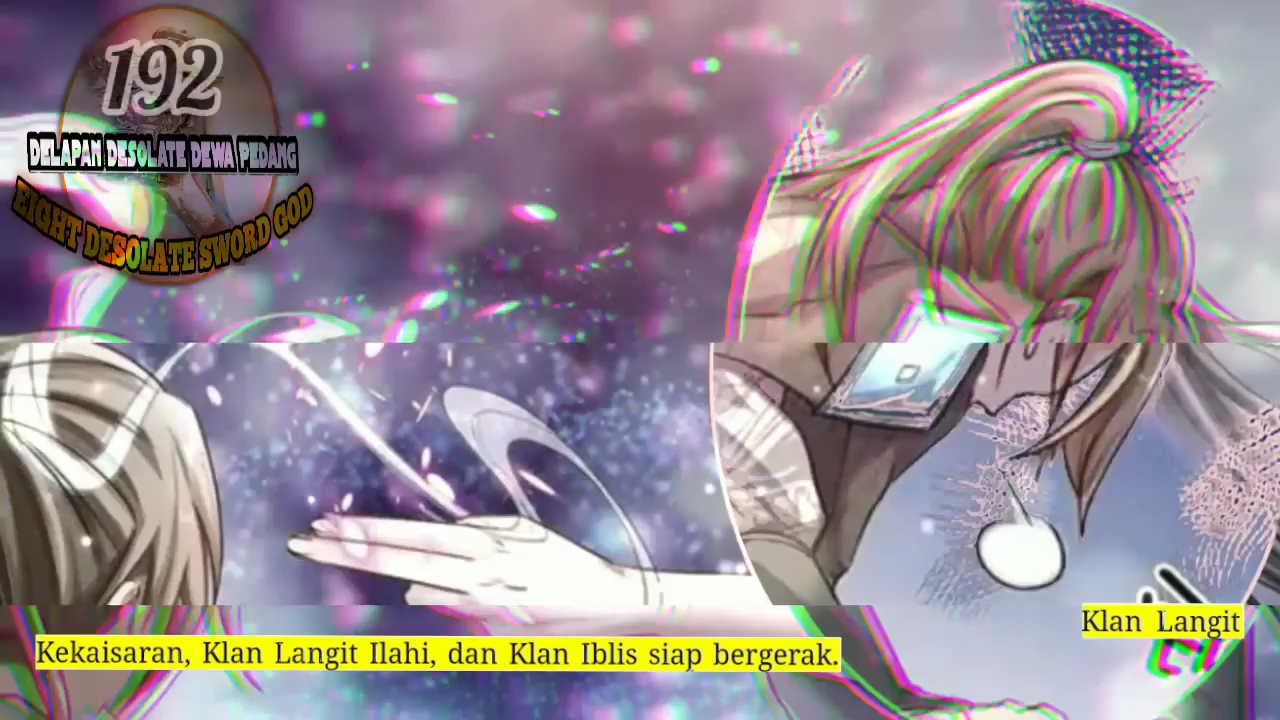 192
DELAPAN DESOLATE DEWA PEDANG
EIGHT DESOLATE SWORD GOD
Klan Langit
Kekaisaran, Klan Langit Ilahi, dan Klan Iblis siap bergerak.